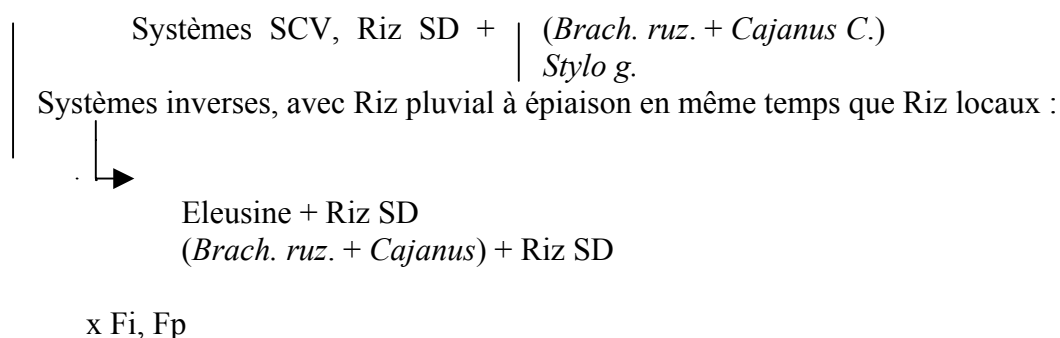 Systèmes SCV, Riz SD + (Brach. ruz. + Cajanus C.)
Stylo g.
Systèmes inverses, avec Riz pluvial à épiaison en même temps que Riz locaux :
Eleusine + Riz SD
(Brach. ruz. + Cajanus) + Riz SD
x Fi, Fp